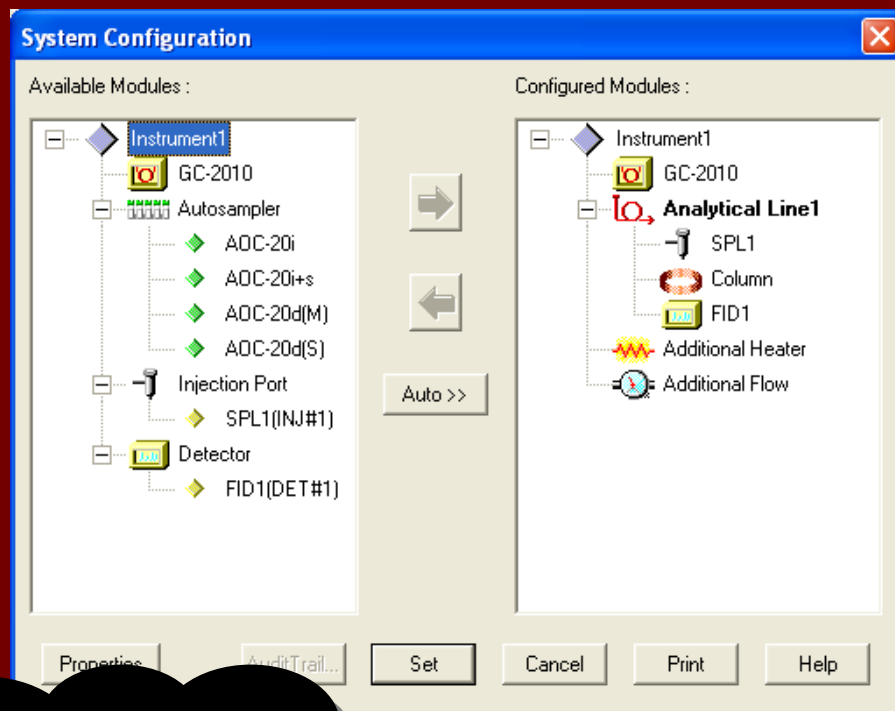 System Configuration
Available Modules :
Instrument1
GC-2010
Autosampler
AOC-20i
AOC-20i+s
AOC-20d(M)
AOC-20d(S)
Injection Port
SPL1(INJ#1)
Detector
FID1(DET#1)
Auto >>
Configured Modules :
Instrument1
GC-2010
Analytical Line1
SPL1
Column
FID1
Additional Heater
Additional Flow
Properties AuditTrail... Set Cancel Print Help